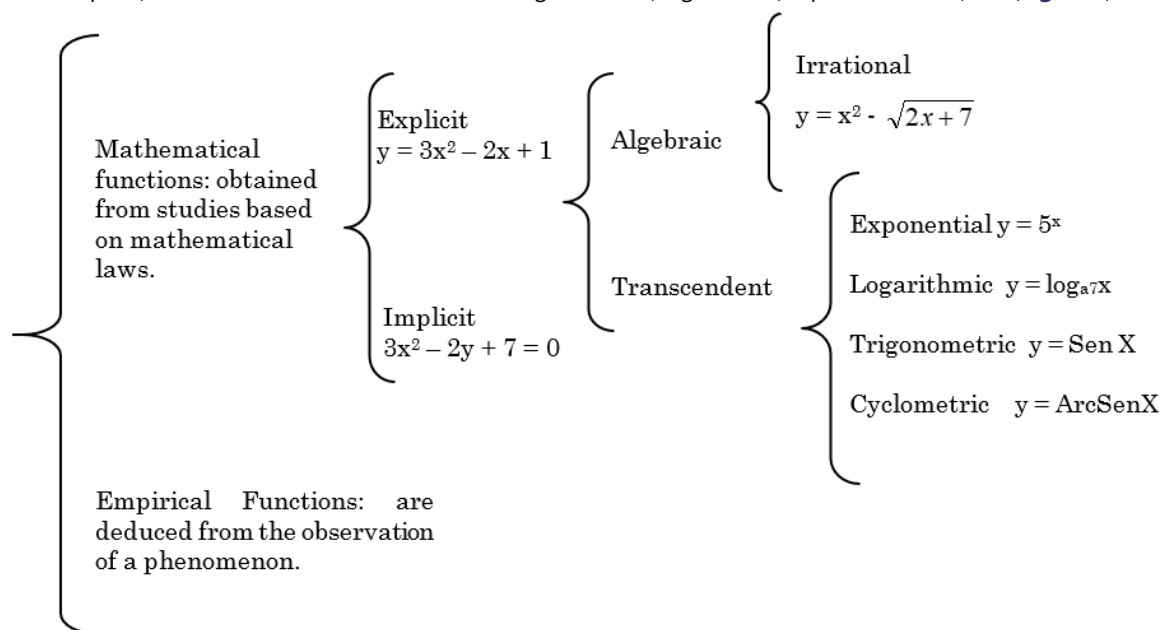 Irrational
y = x² - √2x + 7
Explicit
y = 3x² – 2x + 1
Algebraic
Mathematical
functions: obtained
from studies based
on mathematical
laws.
Exponential y = 5ˣ
Logarithmic y = logₐ₇x
Transcendent
Implicit
3x² – 2y + 7 = 0
Trigonometric y = Sen X
Cyclometric y = ArcSenX
Empirical Functions: are
deduced from the observation
of a phenomenon.